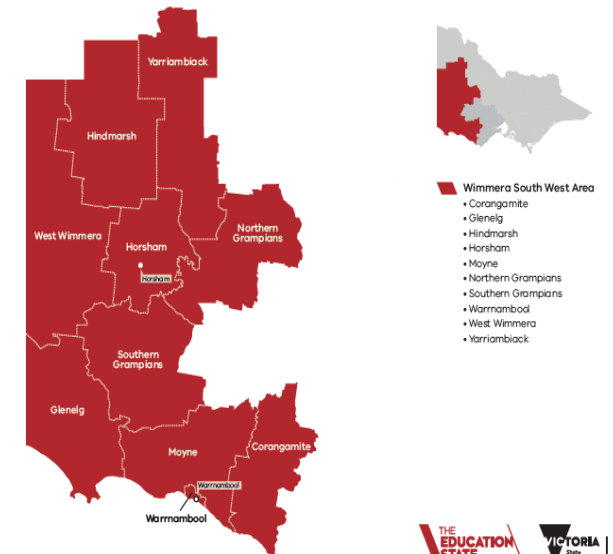 Yarriambiack
Hindmarsh
West Wimmera
Horsham
Horsham
Northern
Grampians
Southern
Grampians
Glenelg
Moyne
Corangamite
Warrnambool
Warrnambool
Wimmera South West Area
• Corangamite
• Glenelg
• Hindmarsh
• Horsham
• Moyne
• Northern Grampians
• Southern Grampians
• Warrnambool
• West Wimmera
• Yarriambiack
THE
EDUCATION
STATE
VICTORIA
State